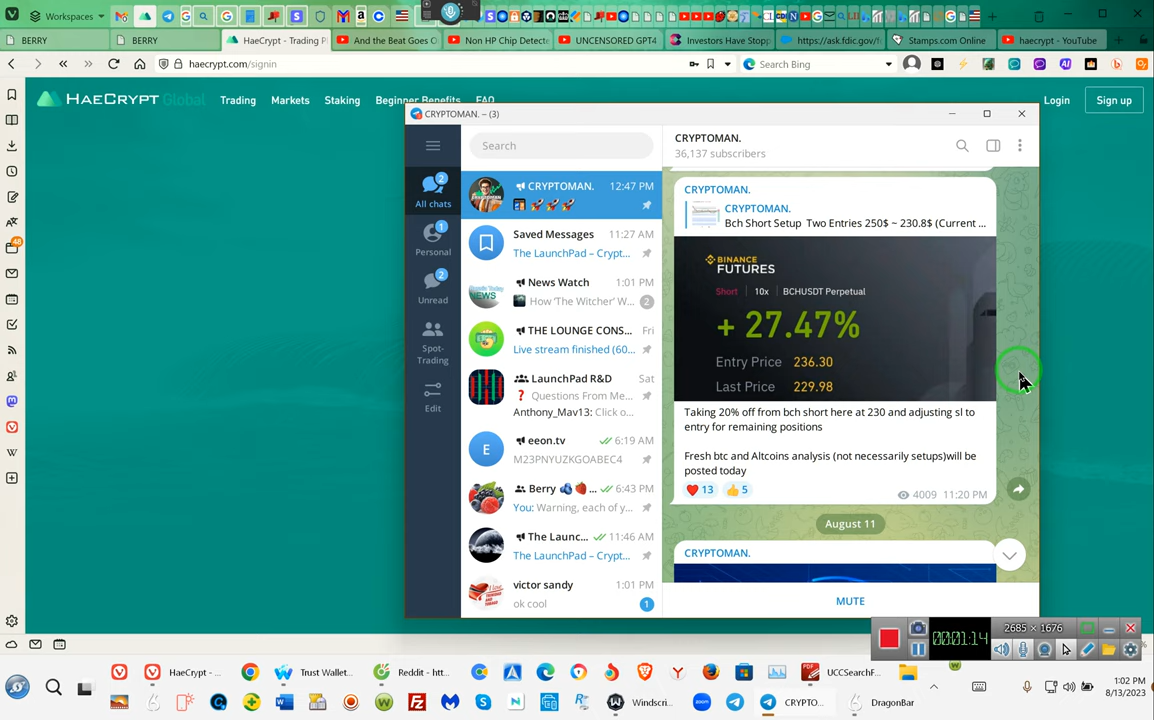 Workspaces
BERRY
BERRY
HaeCrypt - Trading Pl
And the Beat Goes O
Non HP Chip Detecte
UNCENSORED GPT4
Investors Have Stopp
https://ask.fdic.gov/f
Stamps.com Online
haecrypt - YouTube
haecrypt.com/signin
Search Bing
HAECRYPT Global
Trading
Markets
Staking
Beginner Benefits
FAQ
Login
Sign up
CRYPTOMAN. – (3)
Search
CRYPTOMAN.
36,137 subscribers
2
All chats
1
Personal
2
Unread
Spot-
Trading
Edit
CRYPTOMAN.
12:47 PM
Saved Messages
11:27 AM
The LaunchPad – Crypt...
News Watch
1:01 PM
How 'The Witcher' W...
2
THE LOUNGE CONS...
Fri
Live stream finished (60...
LaunchPad R&D
Sat
Questions From Me...
Anthony_Mav13: Click o...
eeon.tv
6:19 AM
M23PNYUZKGOABEC4
Berry
6:43 PM
You: Warning, each of y...
The Launc...
11:46 AM
The LaunchPad – Crypt...
victor sandy
1:01 PM
ok cool
1
CRYPTOMAN.
CRYPTOMAN.
Bch Short Setup Two Entries 250$ ~ 230.8$ (Current ...
BINANCE
FUTURES
Short
10x
BCHUSDT Perpetual
+ 27.47%
Entry Price 236.30
Last Price 229.98
Taking 20% off from bch short here at 230 and adjusting sl to
entry for remaining positions
Fresh btc and Altcoins analysis (not necessarily setups)will be
posted today
13
5
4009 11:20 PM
August 11
CRYPTOMAN.
MUTE
2685 × 1676
00:01:14
HaeCrypt - ...
Trust Wallet...
Reddit - htt...
UCCSearchF...
Windscri...
CRYPTO...
DragonBar
1:02 PM
8/13/2023